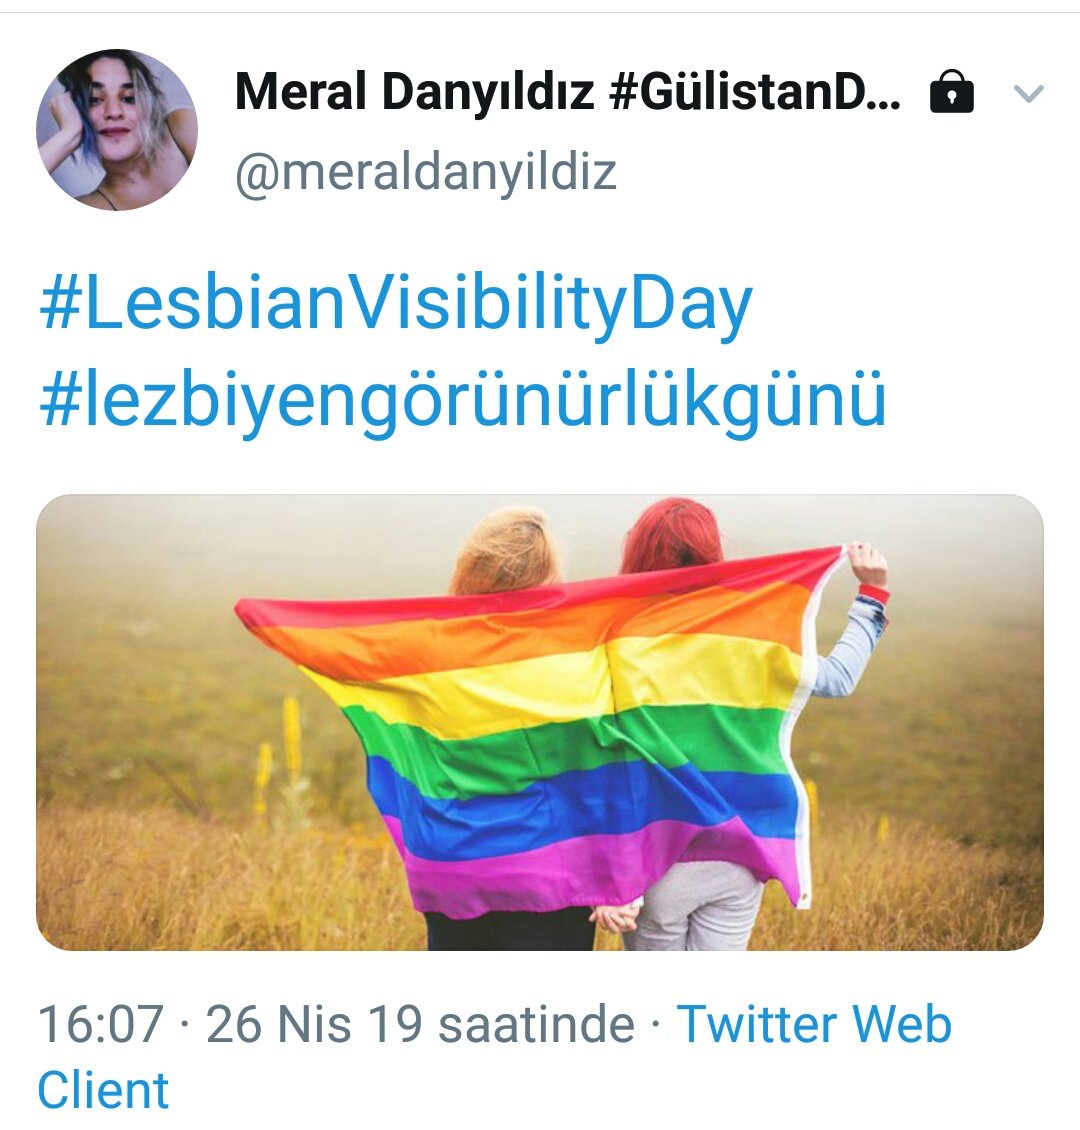 Meral Danyıldız #GülistanD...
@meraldanyildiz
#LesbianVisibilityDay
#lezbiyengörünürlükgünü
16:07 · 26 Nis 19 saatinde · Twitter Web
Client